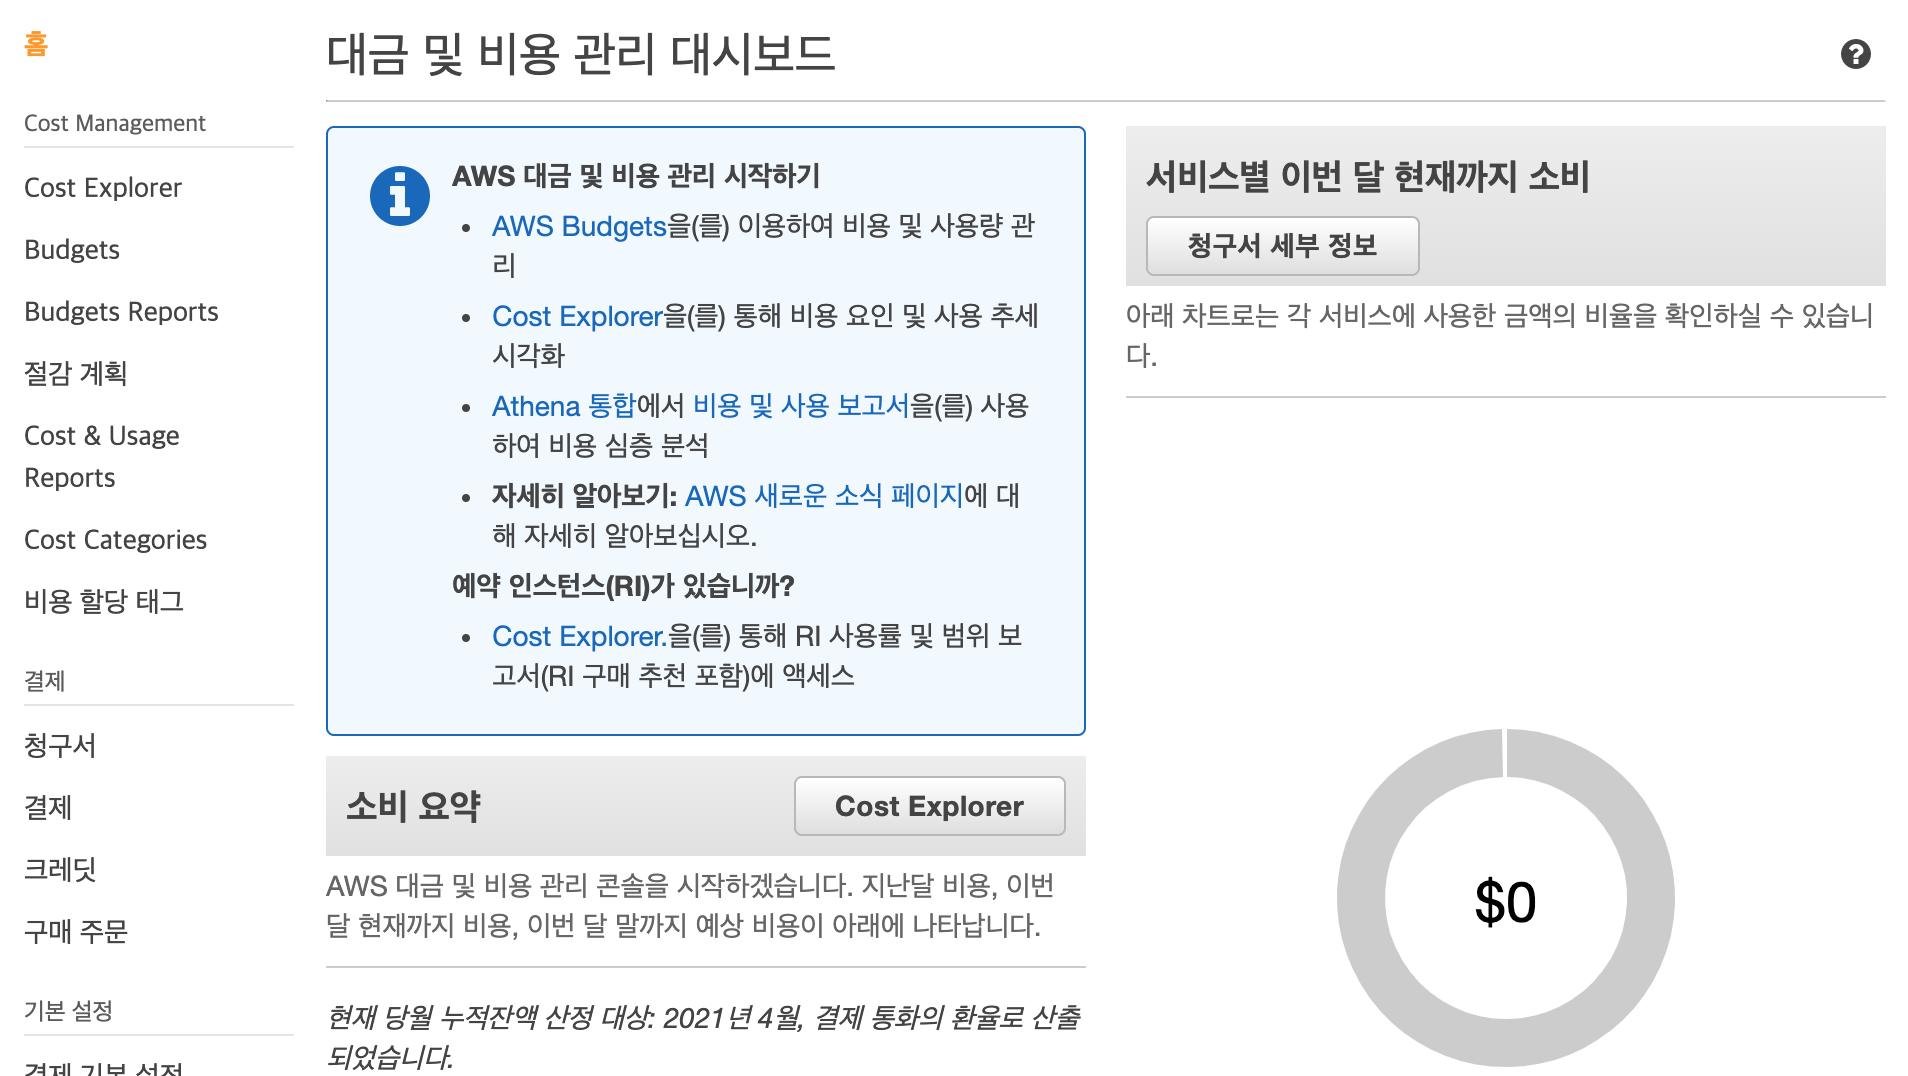 홈
Cost Management
Cost Explorer
Budgets
Budgets Reports
절감 계획
Cost & Usage
Reports
Cost Categories
비용 할당 태그
결제
청구서
결제
크레딧
구매 주문
기본 설정
결제 기본 설정
대금 및 비용 관리 대시보드
AWS 대금 및 비용 관리 시작하기
• AWS Budgets을(를) 이용하여 비용 및 사용량 관
리
• Cost Explorer을(를) 통해 비용 요인 및 사용 추세
시각화
• Athena 통합에서 비용 및 사용 보고서을(를) 사용
하여 비용 심층 분석
• 자세히 알아보기: AWS 새로운 소식 페이지에 대
해 자세히 알아보십시오.
예약 인스턴스(RI)가 있습니까?
• Cost Explorer.을(를) 통해 RI 사용률 및 범위 보
고서(RI 구매 추천 포함)에 액세스
소비 요약
Cost Explorer
AWS 대금 및 비용 관리 콘솔을 시작하겠습니다. 지난달 비용, 이번
달 현재까지 비용, 이번 달 말까지 예상 비용이 아래에 나타납니다.
현재 당월 누적잔액 산정 대상: 2021년 4월, 결제 통화의 환율로 산출
되었습니다.
서비스별 이번 달 현재까지 소비
청구서 세부 정보
아래 차트로는 각 서비스에 사용한 금액의 비율을 확인하실 수 있습니
다.
$0